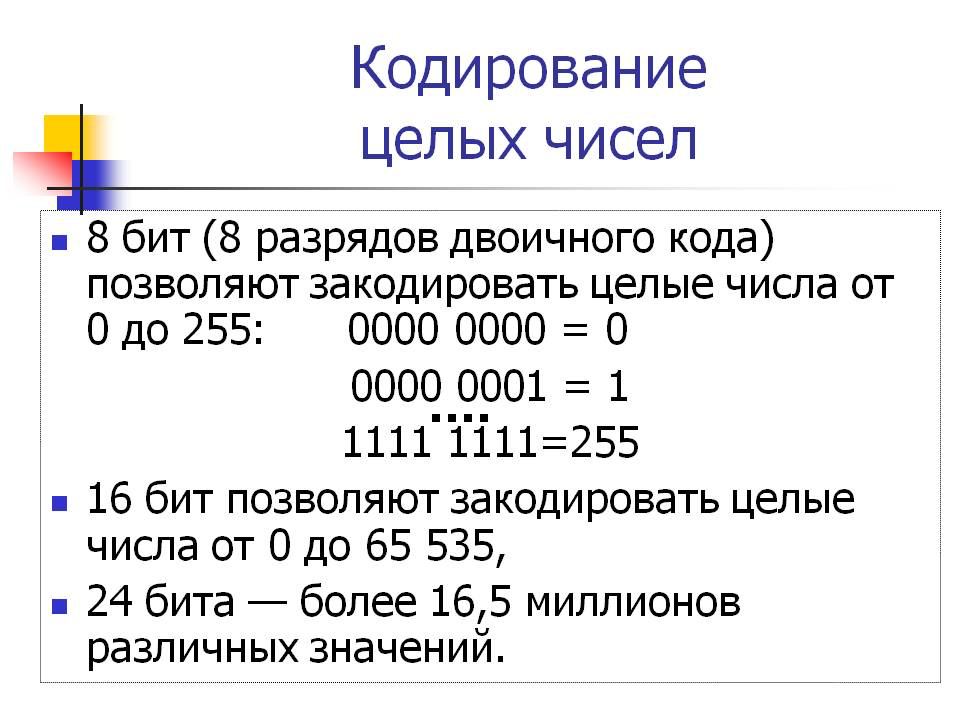 Кодирование
целых чисел
8 бит (8 разрядов двоичного кода)
позволяют закодировать целые числа от
0 до 255: 0000 0000 = 0
0000 0001 = 1
....
1111 1111=255
16 бит позволяют закодировать целые
числа от 0 до 65 535,
24 бита — более 16,5 миллионов
различных значений.